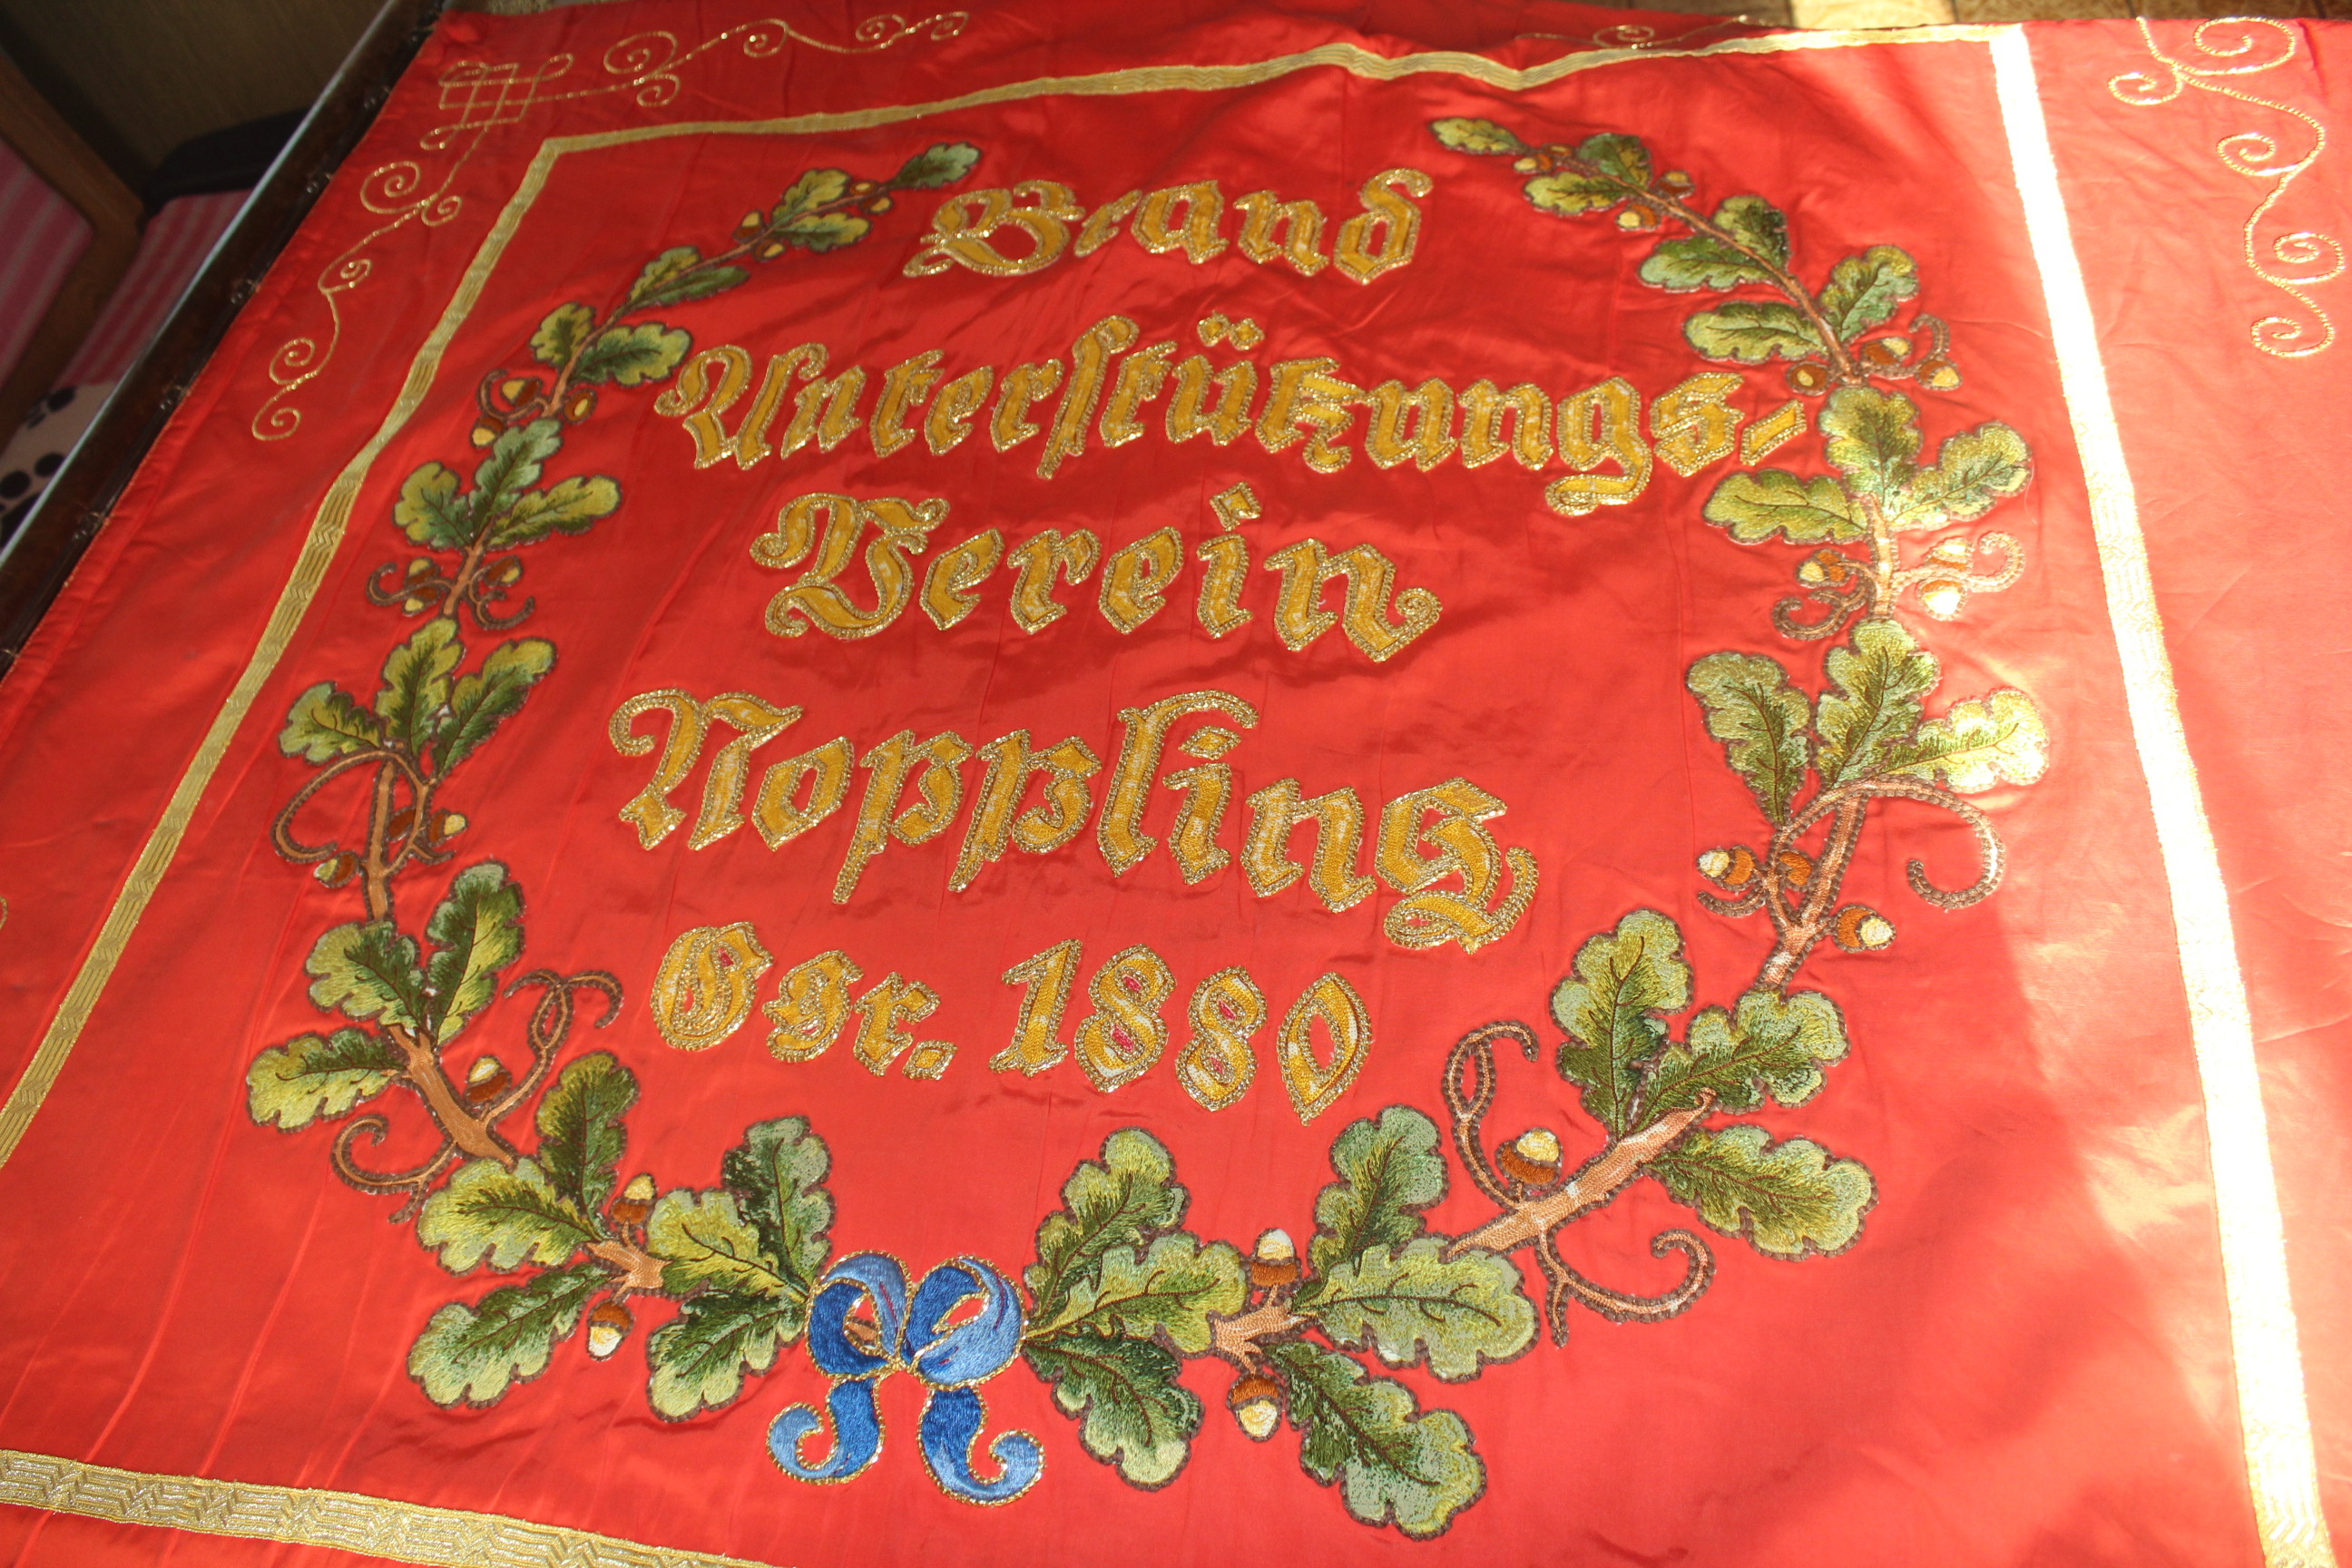 Brand
Unterstützungs-
Verein
Noppling
Ggr. 1880